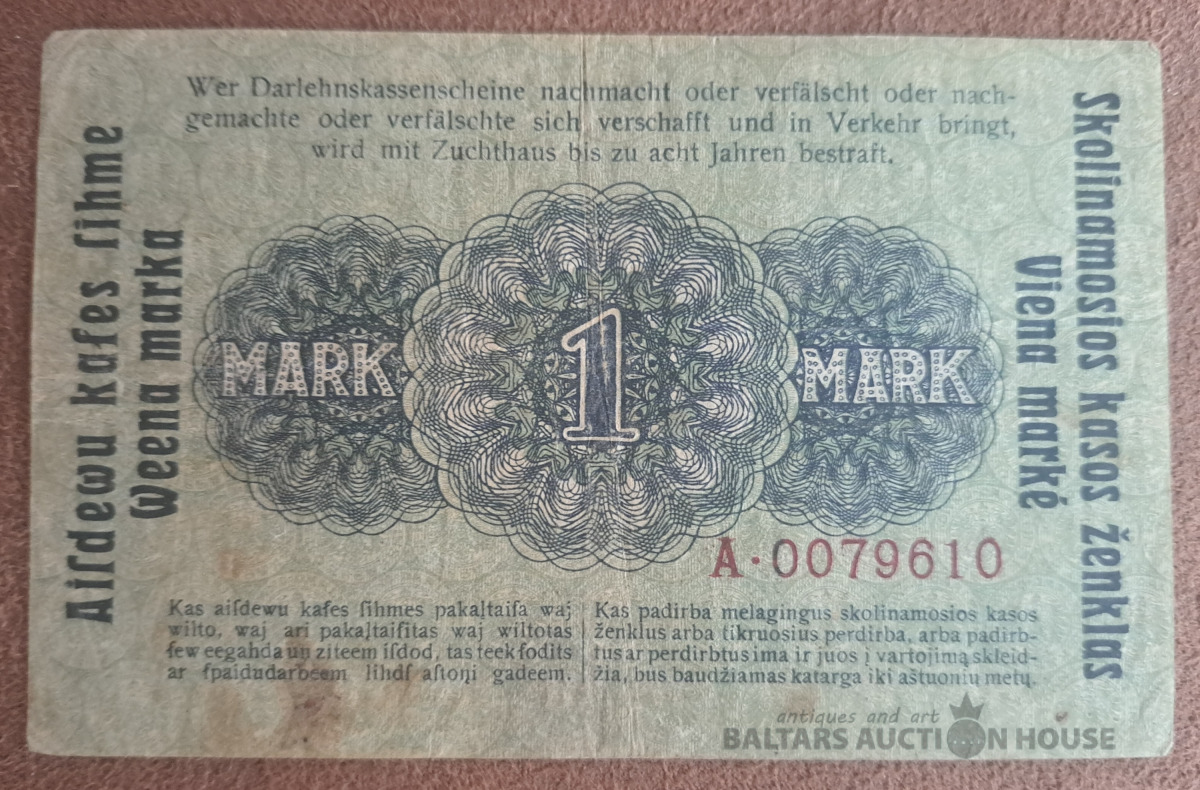 Wer Darlehnskassenscheine nachmacht oder verfälscht oder nach-
gemachte oder verfälschte sich verschafft und in Verkehr bringt,
wird mit Zuchthaus bis zu acht Jahren bestraft.
Aiſdewu kaſes ſihme
Weena marka
MARK
1
MARK
Skolinamosios kasos ženklas
Viena markė
A·0079610
Kas aiſdewu kaſes ſihmes pakaļtaiſa waj
wilto, waj ari pakaļtaiſitas waj wiltotas
ſew eegahda un ziteem iſdod, tas teek ſodits
ar ſpaidu darbeem lihdſ aſtoņi gadeem.
Kas padirba melagingus skolinamosios kasos
ženklus arba tikruosius perdirba, arba padirb-
tus ar perdirbtus ima ir juos į vartojimą skleid-
žia, bus baudžiamas katarga iki aštuonių metų.
antiques and art
BALTARS AUCTION HOUSE